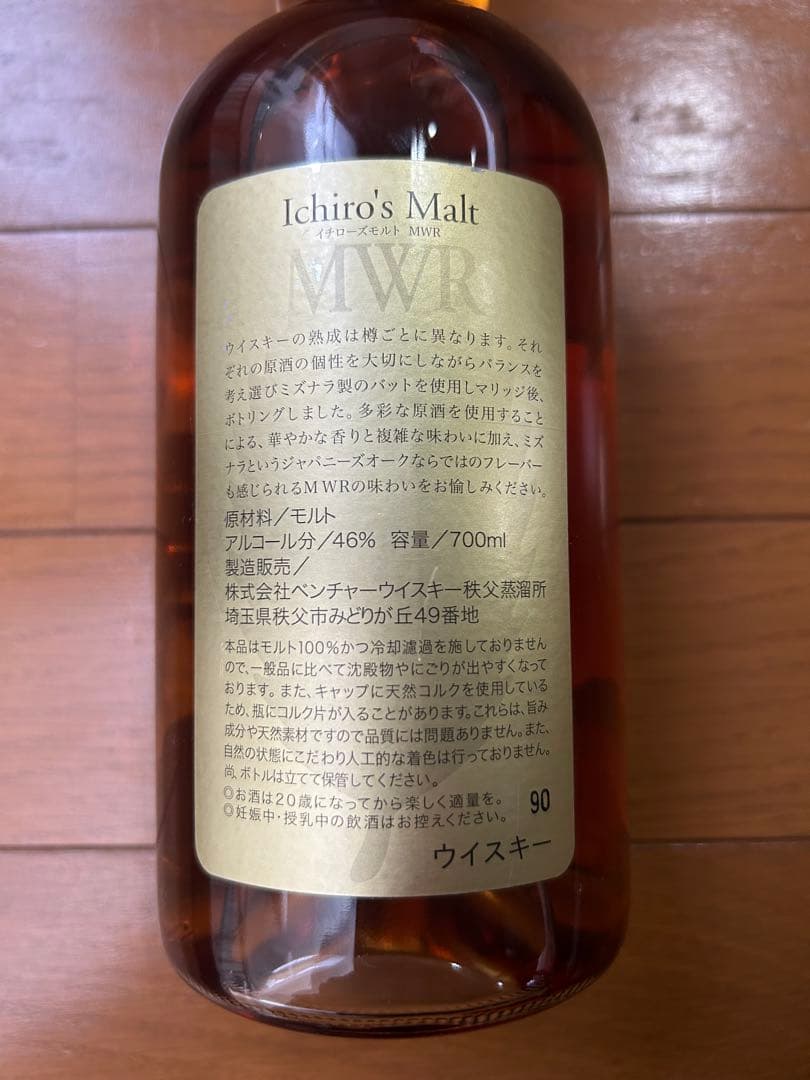 Ichiro's Malt
イチローズモルト MWR
MWR
ウイスキーの熟成は樽ごとに異なります。それ
ぞれの原酒の個性を大切にしながらバランスを
考え選びミズナラ製のバットを使用しマリッジ後、
ボトリングしました。多彩な原酒を使用すること
による、華やかな香りと複雑な味わいに加え、ミズ
ナラというジャパニーズオークならではのフレーバー
も感じられるMWRの味わいをお愉しみください。
原材料／モルト
アルコール分／46% 容量／700ml
製造販売／
株式会社ベンチャーウイスキー秩父蒸溜所
埼玉県秩父市みどりが丘49番地
本品はモルト100%かつ冷却濾過を施しておりません
ので、一般品に比べて沈殿物やにごりが出やすくなって
おります。また、キャップに天然コルクを使用している
ため、瓶にコルク片が入ることがあります。これらは、旨み
成分や天然素材ですので品質には問題ありません。また、
自然の状態にこだわり人工的な着色は行っておりません。
尚、ボトルは立てて保管してください。
◎お酒は20歳になってから楽しく適量を。
◎妊娠中・授乳中の飲酒はお控えください。 90
ウイスキー